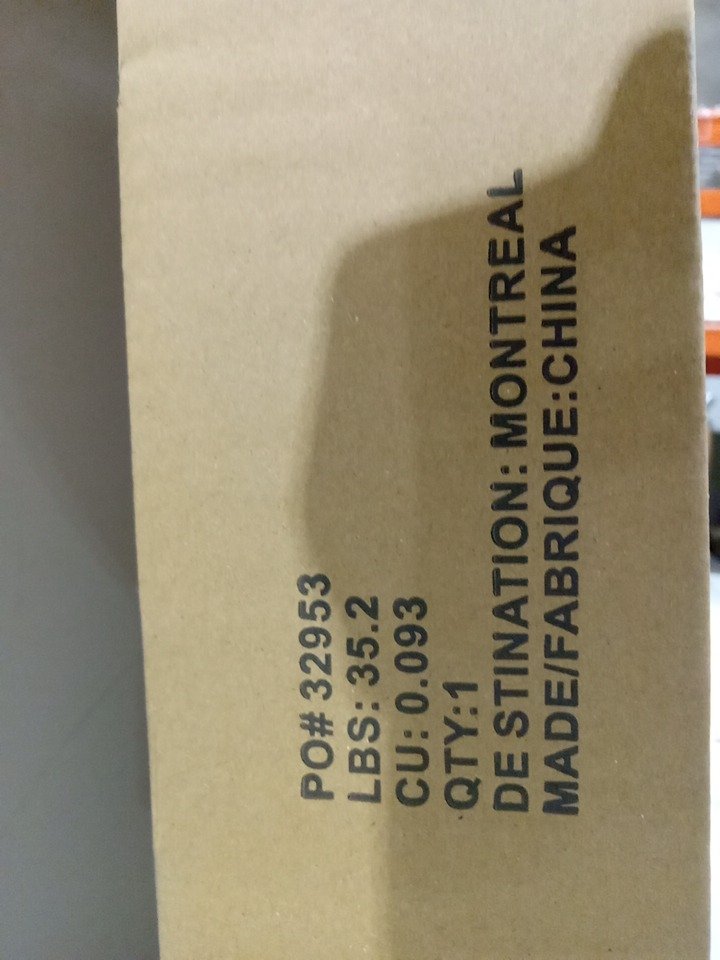 PO# 32953
LBS: 35.2
CU: 0.093
QTY:1
DE STINATION: MONTREAL
MADE/FABRIQUE:CHINA